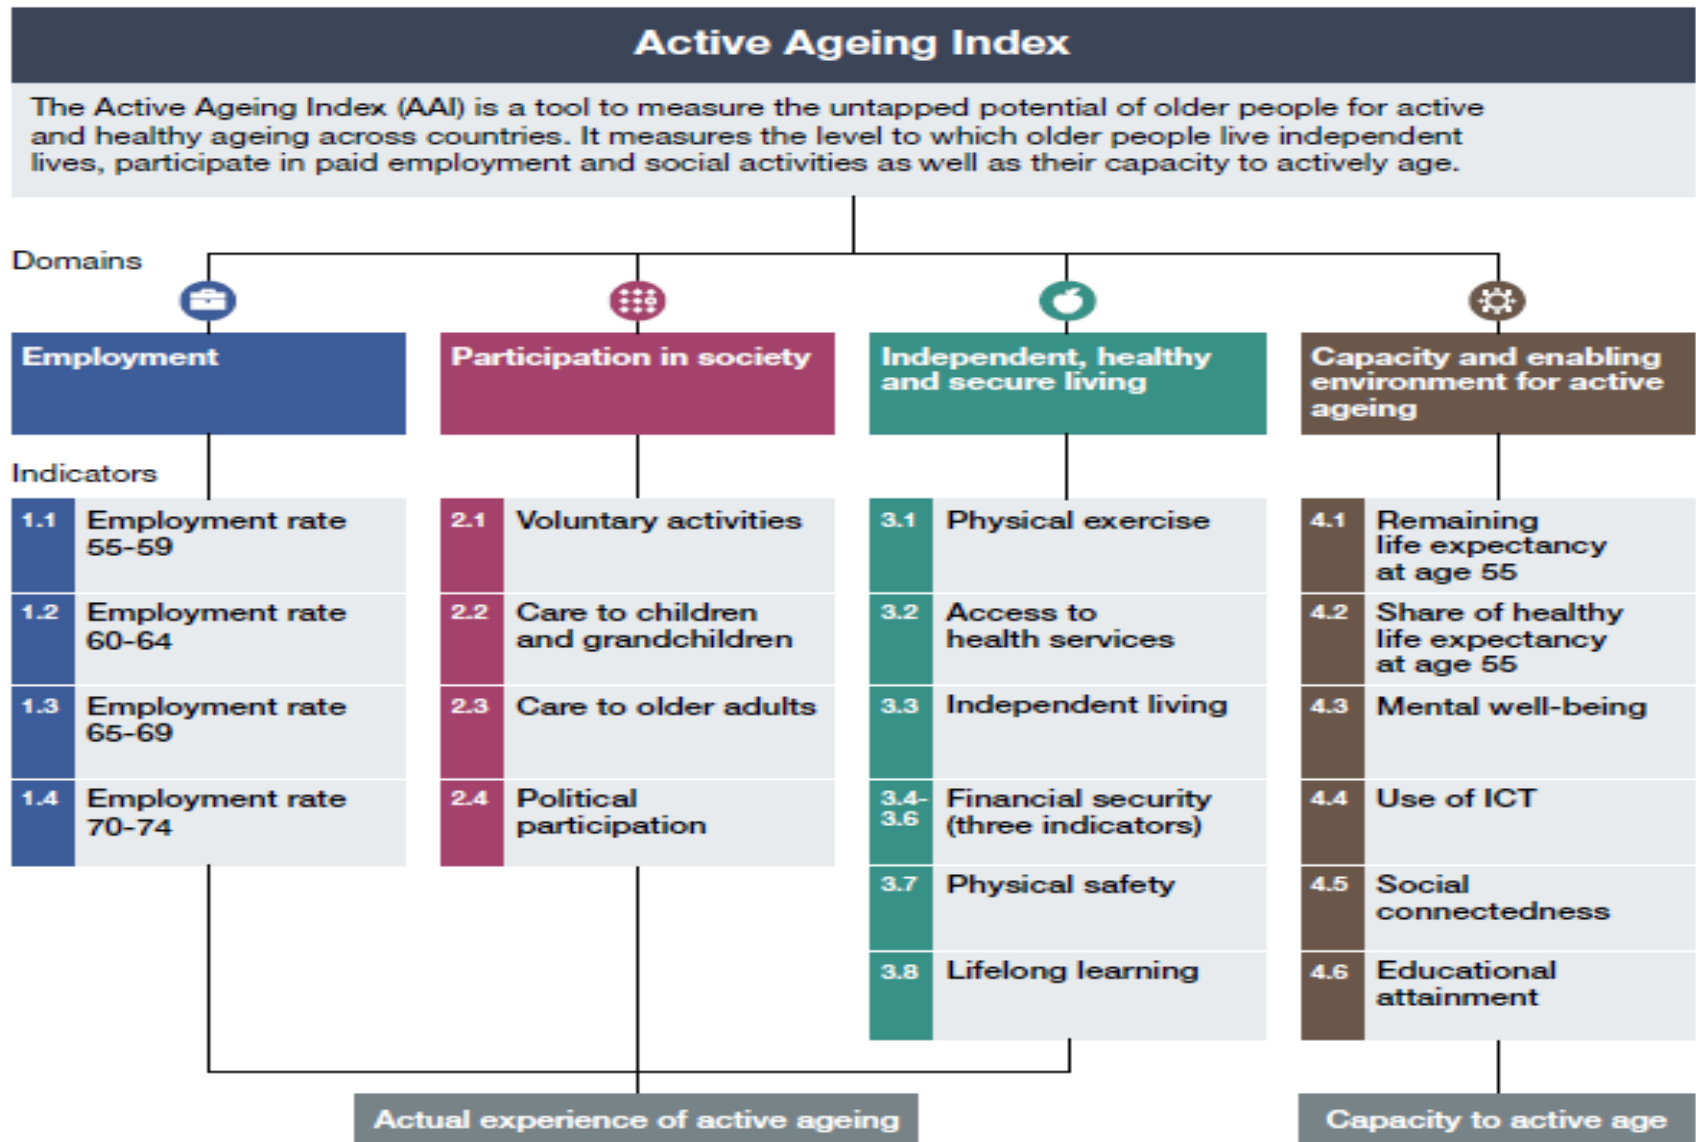 Active Ageing Index
The Active Ageing Index (AAI) is a tool to measure the untapped potential of older people for active
and healthy ageing across countries. It measures the level to which older people live independent
lives, participate in paid employment and social activities as well as their capacity to actively age.
Domains
Employment
Participation in society
Independent, healthy
and secure living
Capacity and enabling
environment for active
ageing
Indicators
1.1 Employment rate
55-59
1.2 Employment rate
60-64
1.3 Employment rate
65-69
1.4 Employment rate
70-74
2.1 Voluntary activities
2.2 Care to children
and grandchildren
2.3 Care to older adults
2.4 Political
participation
3.1 Physical exercise
3.2 Access to
health services
3.3 Independent living
3.4- Financial security
3.6 (three indicators)
3.7 Physical safety
3.8 Lifelong learning
4.1 Remaining
life expectancy
at age 55
4.2 Share of healthy
life expectancy
at age 55
4.3 Mental well-being
4.4 Use of ICT
4.5 Social
connectedness
4.6 Educational
attainment
Actual experience of active ageing
Capacity to active age